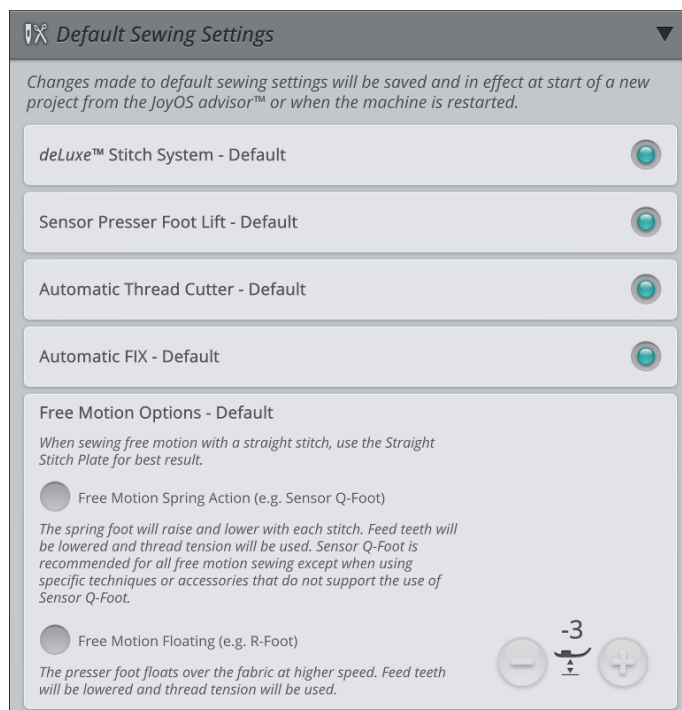 Default Sewing Settings
Changes made to default sewing settings will be saved and in effect at start of a new
project from the JoyOS advisor™ or when the machine is restarted.
deLuxe™ Stitch System - Default
Sensor Presser Foot Lift - Default
Automatic Thread Cutter - Default
Automatic FIX - Default
Free Motion Options - Default
When sewing free motion with a straight stitch, use the Straight
Stitch Plate for best result.
Free Motion Spring Action (e.g. Sensor Q-Foot)
The spring foot will raise and lower with each stitch. Feed teeth will
be lowered and thread tension will be used. Sensor Q-Foot is
recommended for all free motion sewing except when using
specific techniques or accessories that do not support the use of
Sensor Q-Foot.
Free Motion Floating (e.g. R-Foot)
-3
The presser foot floats over the fabric at higher speed. Feed teeth
will be lowered and thread tension will be used.